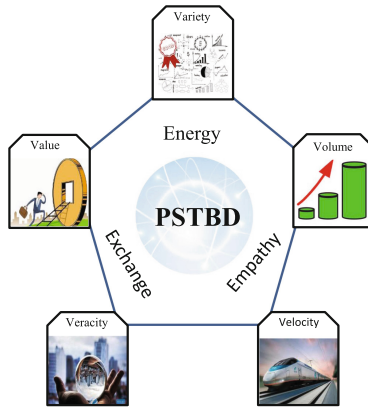 Variety
Energy
Value
Volume
PSTBD
Exchange
Empathy
Veracity
Velocity